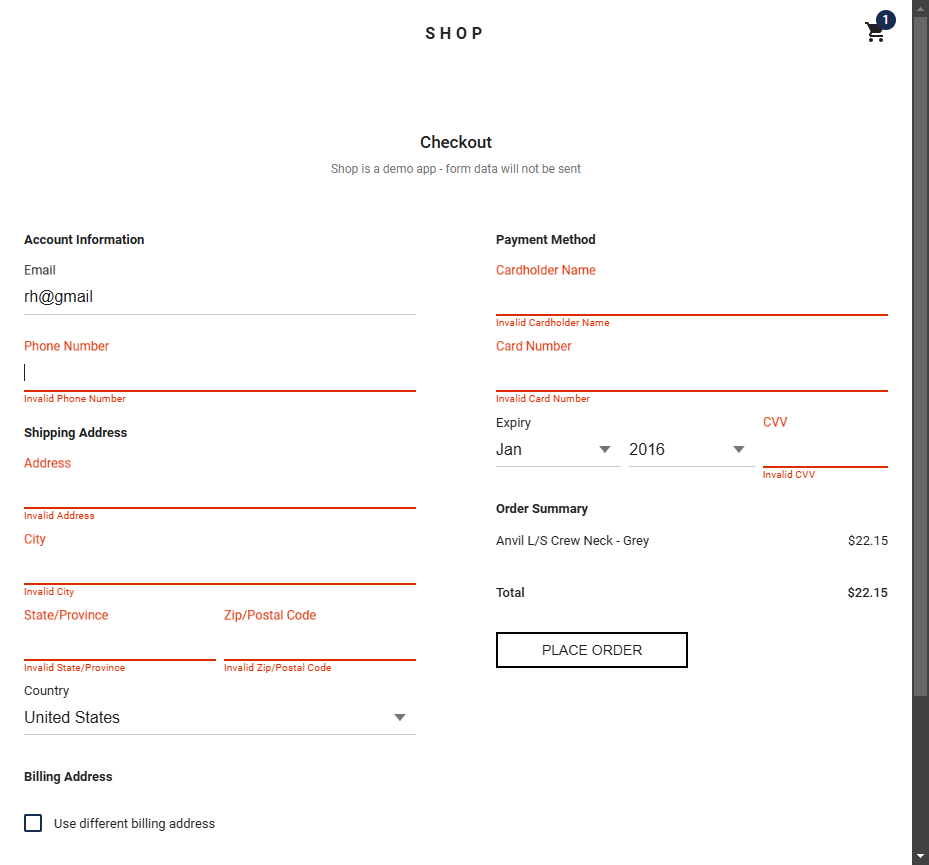 SHOP
1
Checkout
Shop is a demo app - form data will not be sent
Account Information
Email
rh@gmail
Phone Number
Invalid Phone Number
Shipping Address
Address
Invalid Address
City
Invalid City
State/Province Zip/Postal Code
Invalid State/Province Invalid Zip/Postal Code
Country
United States
Billing Address
Use different billing address
Payment Method
Cardholder Name
Invalid Cardholder Name
Card Number
Invalid Card Number
Expiry CVV
Jan 2016
Invalid CVV
Order Summary
Anvil L/S Crew Neck - Grey $22.15
Total $22.15
PLACE ORDER